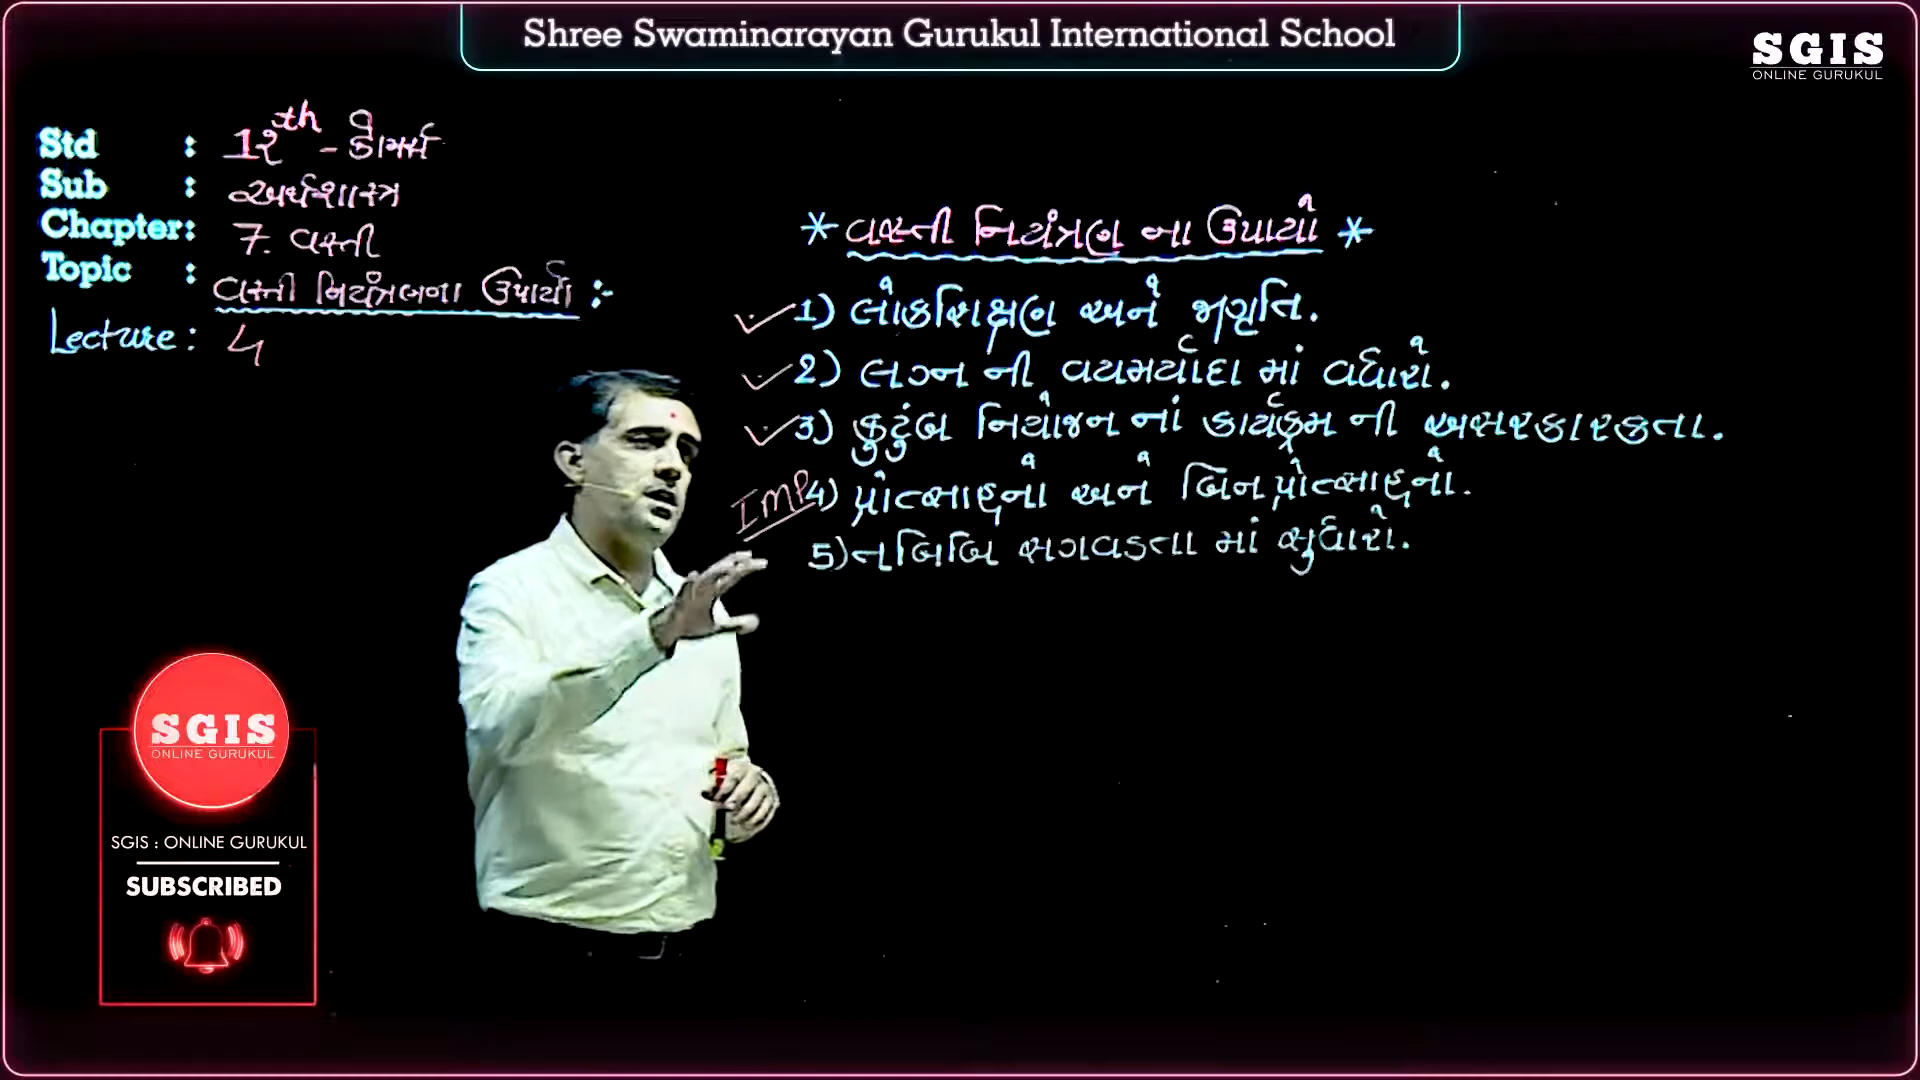 Shree Swaminarayan Gurukul International School
SGIS
ONLINE GURUKUL
Std : 12th - કોમર્સ
Sub : અર્થશાસ્ત્ર
Chapter: 7. વસ્તી
Topic : વસ્તી નિયંત્રણના ઉપાયો :-
Lecture: 4
* વસ્તી નિયંત્રણ ના ઉપાયો *
1) લોકશિક્ષણ અને જાગૃતિ.
2) લગ્ન ની વયમર્યાદા માં વધારો.
3) કુટુંબ નિયોજન નાં કાર્યક્રમ ની અસરકારકતા.
IMP 4) પ્રોત્સાહનો અને બિનપ્રોત્સાહનો.
5) તબિબિ સગવડતા માં સુધારો.
SGIS
ONLINE GURUKUL
SGIS : ONLINE GURUKUL
SUBSCRIBED